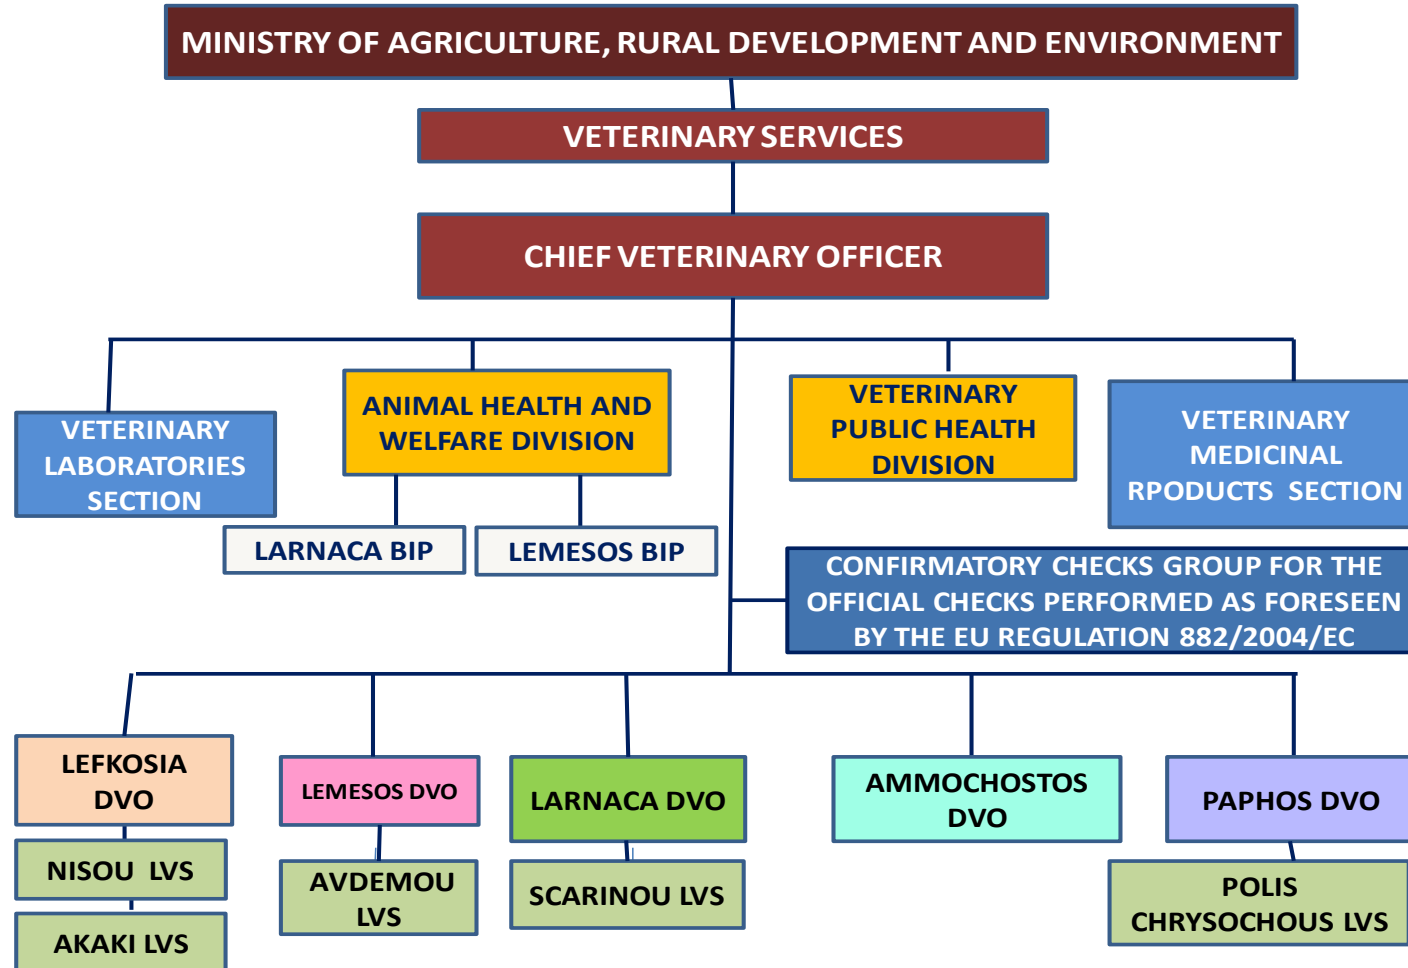 MINISTRY OF AGRICULTURE, RURAL DEVELOPMENT AND ENVIRONMENT
VETERINARY SERVICES
CHIEF VETERINARY OFFICER
VETERINARY
LABORATORIES
SECTION
ANIMAL HEALTH AND
WELFARE DIVISION
VETERINARY
PUBLIC HEALTH
DIVISION
VETERINARY
MEDICINAL
RPODUCTS SECTION
LARNACA BIP
LEMESOS BIP
CONFIRMATORY CHECKS GROUP FOR THE
OFFICIAL CHECKS PERFORMED AS FORESEEN
BY THE EU REGULATION 882/2004/EC
LEFKOSIA
DVO
LEMESOS DVO
LARNACA DVO
AMMOCHOSTOS
DVO
PAPHOS DVO
NISOU LVS
AKAKI LVS
AVDEMOU
LVS
SCARINOU LVS
POLIS
CHRYSOCHOUS LVS